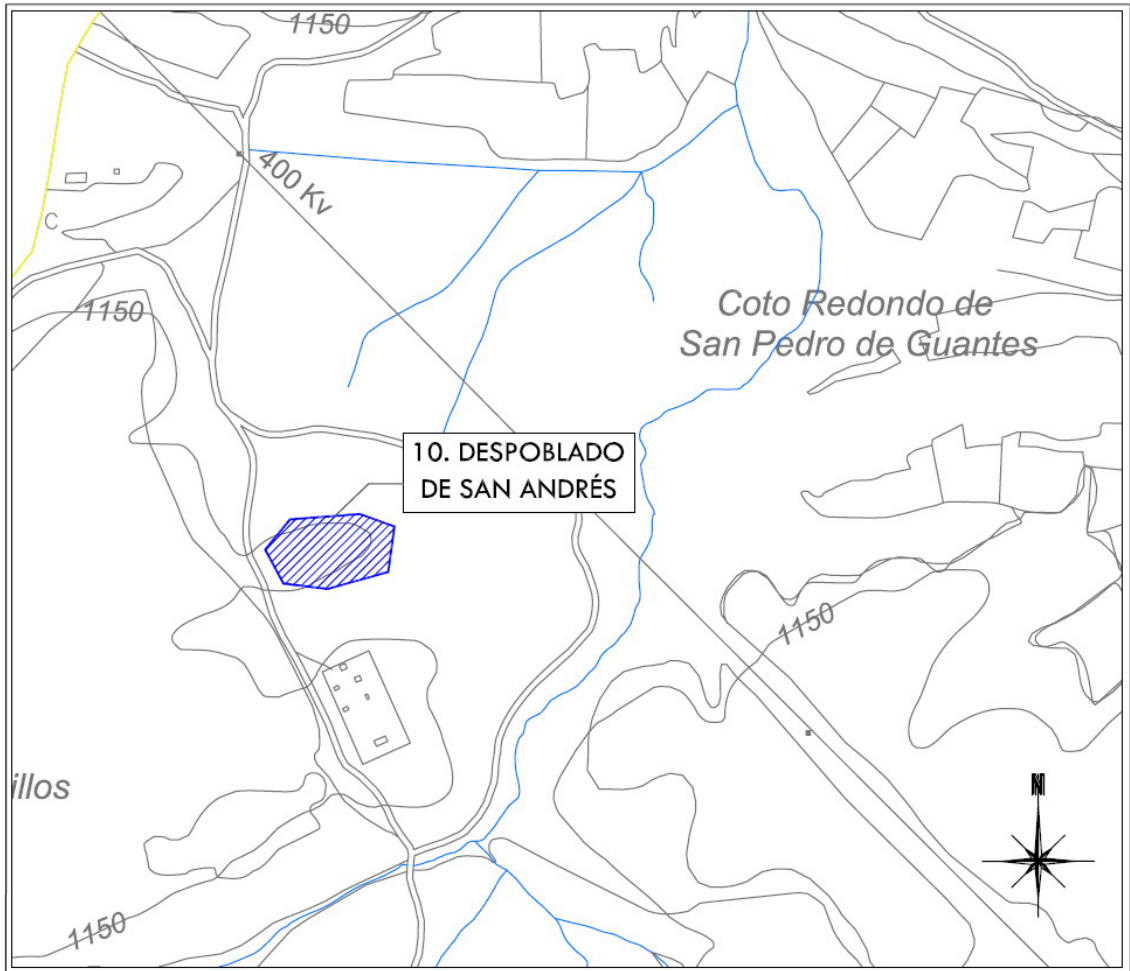 1150
400 Kv
C
1150
Coto Redondo de
San Pedro de Guantes
10. DESPOBLADO
DE SAN ANDRÉS
1150
illos
N
1150